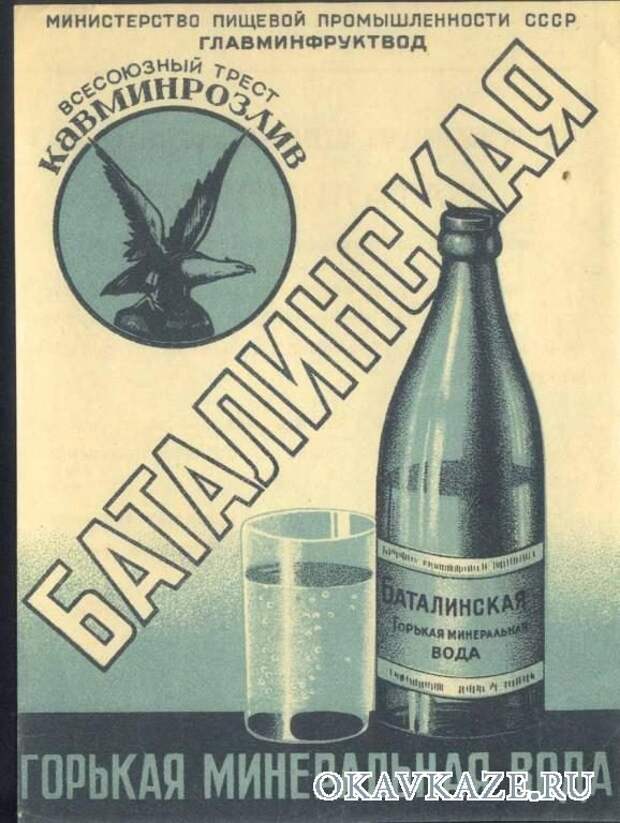 МИНИСТЕРСТВО ПИЩЕВОЙ ПРОМЫШЛЕННОСТИ СССР
ГЛАВМИНФРУКТВОД
ВСЕСОЮЗНЫЙ ТРЕСТ
КАВМИНРОЗЛИВ
БАТАЛИНСКАЯ
БАТАЛИНСКАЯ
ГОРЬКАЯ МИНЕРАЛЬНАЯ
ВОДА
ГОРЬКАЯ МИНЕРАЛЬНАЯ ВОДА
OKAVKAZE.RU